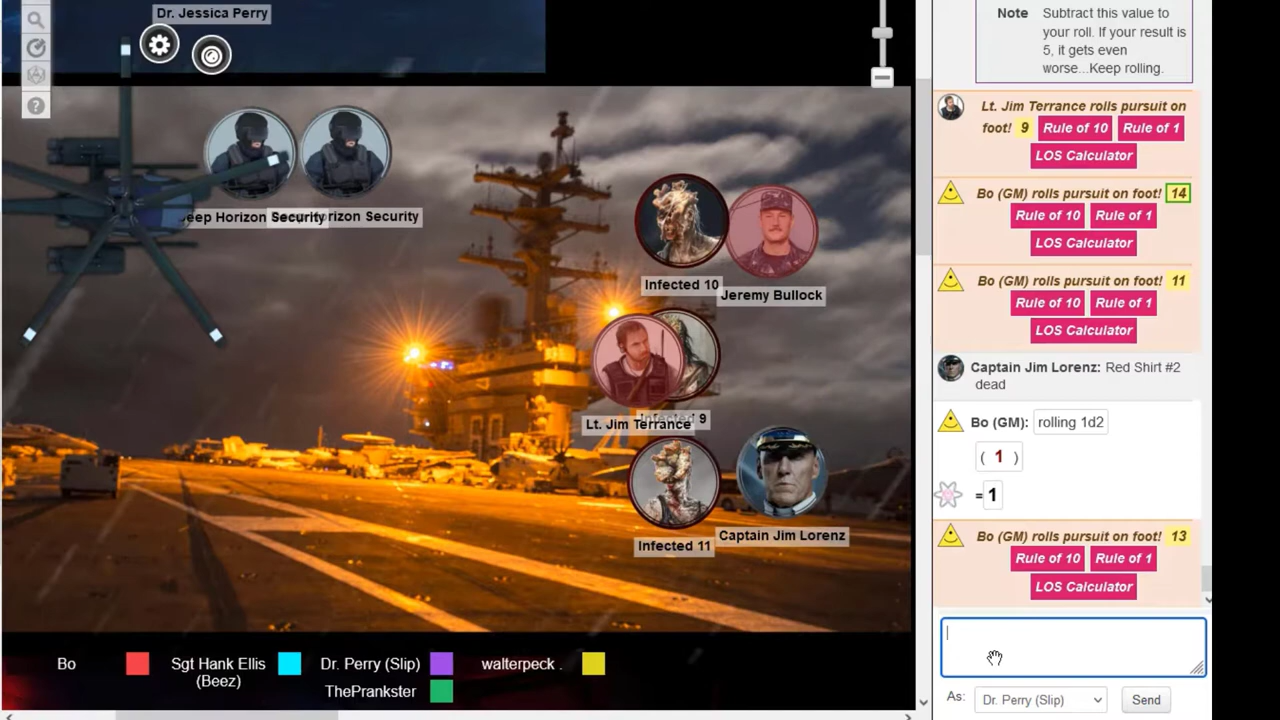 Dr. Jessica Perry
Security
Horizon Security
Infected 10
Jeremy Bullock
Lt. Jim Terrance
Infected 9
Infected 11
Captain Jim Lorenz
Bo
Sgt Hank Ellis
(Beez)
Dr. Perry (Slip)
walterpeck .
ThePrankster
Note
Subtract this value to
your roll. If your result is
5, it gets even
worse...Keep rolling.
Lt. Jim Terrance rolls pursuit on
foot! 9 Rule of 10 Rule of 1
LOS Calculator
Bo (GM) rolls pursuit on foot! 14
Rule of 10 Rule of 1
LOS Calculator
Bo (GM) rolls pursuit on foot! 11
Rule of 10 Rule of 1
LOS Calculator
Captain Jim Lorenz: Red Shirt #2
dead
Bo (GM): rolling 1d2
( 1 )
=1
Bo (GM) rolls pursuit on foot! 13
Rule of 10 Rule of 1
LOS Calculator
As: Dr. Perry (Slip) Send